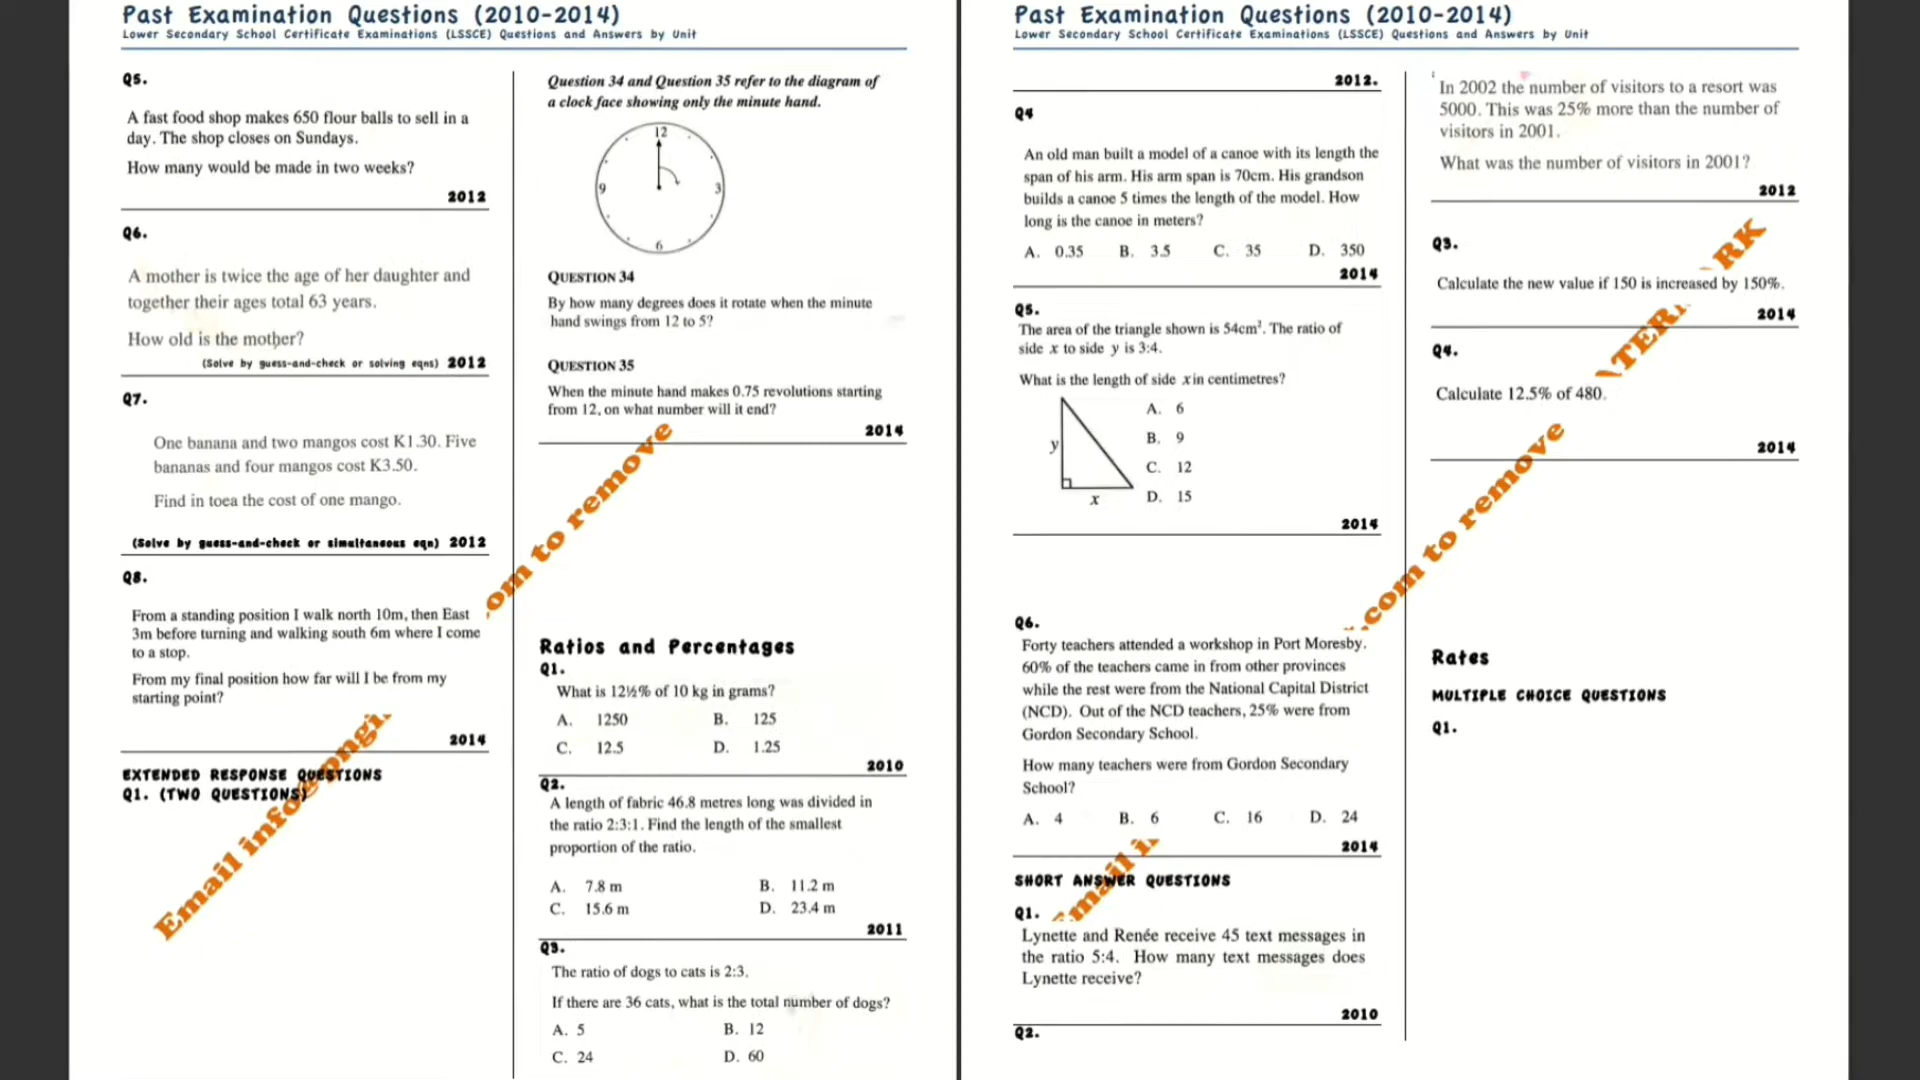 Past Examination Questions (2010-2014)
Lower Secondary School Certificate Examinations (LSSCE) Questions and Answers by Unit
Q5.
A fast food shop makes 650 flour balls to sell in a
day. The shop closes on Sundays.
How many would be made in two weeks?
2012
Q6.
A mother is twice the age of her daughter and
together their ages total 63 years.
How old is the mother?
(Solve by guess-and-check or solving eqns) 2012
Q7.
One banana and two mangos cost K1.30. Five
bananas and four mangos cost K3.50.
Find in toea the cost of one mango.
(Solve by guess-and-check or simaltaneous eqn) 2012
Q8.
From a standing position I walk north 10m, then East
3m before turning and walking south 6m where I come
to a stop.
From my final position how far will I be from my
starting point?
2014
EXTENDED RESPONSE QUESTIONS
Q1. (TWO QUESTIONS)
Question 34 and Question 35 refer to the diagram of
a clock face showing only the minute hand.
12
9
3
6
QUESTION 34
By how many degrees does it rotate when the minute
hand swings from 12 to 5?
QUESTION 35
When the minute hand makes 0.75 revolutions starting
from 12, on what number will it end?
2014
om to remove
Email info@pngi
Ratios and Percentages
Q1.
What is 12½% of 10 kg in grams?
A. 1250 B. 125
C. 12.5 D. 1.25
2010
Q2.
A length of fabric 46.8 metres long was divided in
the ratio 2:3:1. Find the length of the smallest
proportion of the ratio.
A. 7.8 m B. 11.2 m
C. 15.6 m D. 23.4 m
2011
Q3.
The ratio of dogs to cats is 2:3.
If there are 36 cats, what is the total number of dogs?
A. 5 B. 12
C. 24 D. 60
Past Examination Questions (2010-2014)
Lower Secondary School Certificate Examinations (LSSCE) Questions and Answers by Unit
2012.
Q4
An old man built a model of a canoe with its length the
span of his arm. His arm span is 70cm. His grandson
builds a canoe 5 times the length of the model. How
long is the canoe in meters?
A. 0.35 B. 3.5 C. 35 D. 350
2014
Q5.
The area of the triangle shown is 54cm². The ratio of
side x to side y is 3:4.
What is the length of side x in centimetres?
A. 6
B. 9
C. 12
D. 15
y
x
2014
Q6.
Forty teachers attended a workshop in Port Moresby.
60% of the teachers came in from other provinces
while the rest were from the National Capital District
(NCD). Out of the NCD teachers, 25% were from
Gordon Secondary School.
How many teachers were from Gordon Secondary
School?
A. 4 B. 6 C. 16 D. 24
2014
SHORT ANSWER QUESTIONS
Q1.
Lynette and Renée receive 45 text messages in
the ratio 5:4. How many text messages does
Lynette receive?
2010
Q2.
In 2002 the number of visitors to a resort was
5000. This was 25% more than the number of
visitors in 2001.
What was the number of visitors in 2001?
2012
Q3.
Calculate the new value if 150 is increased by 150%.
2014
Q4.
Calculate 12.5% of 480.
2014
TERM
RK
.com to remove
mail i
Rates
MULTIPLE CHOICE QUESTIONS
Q1.